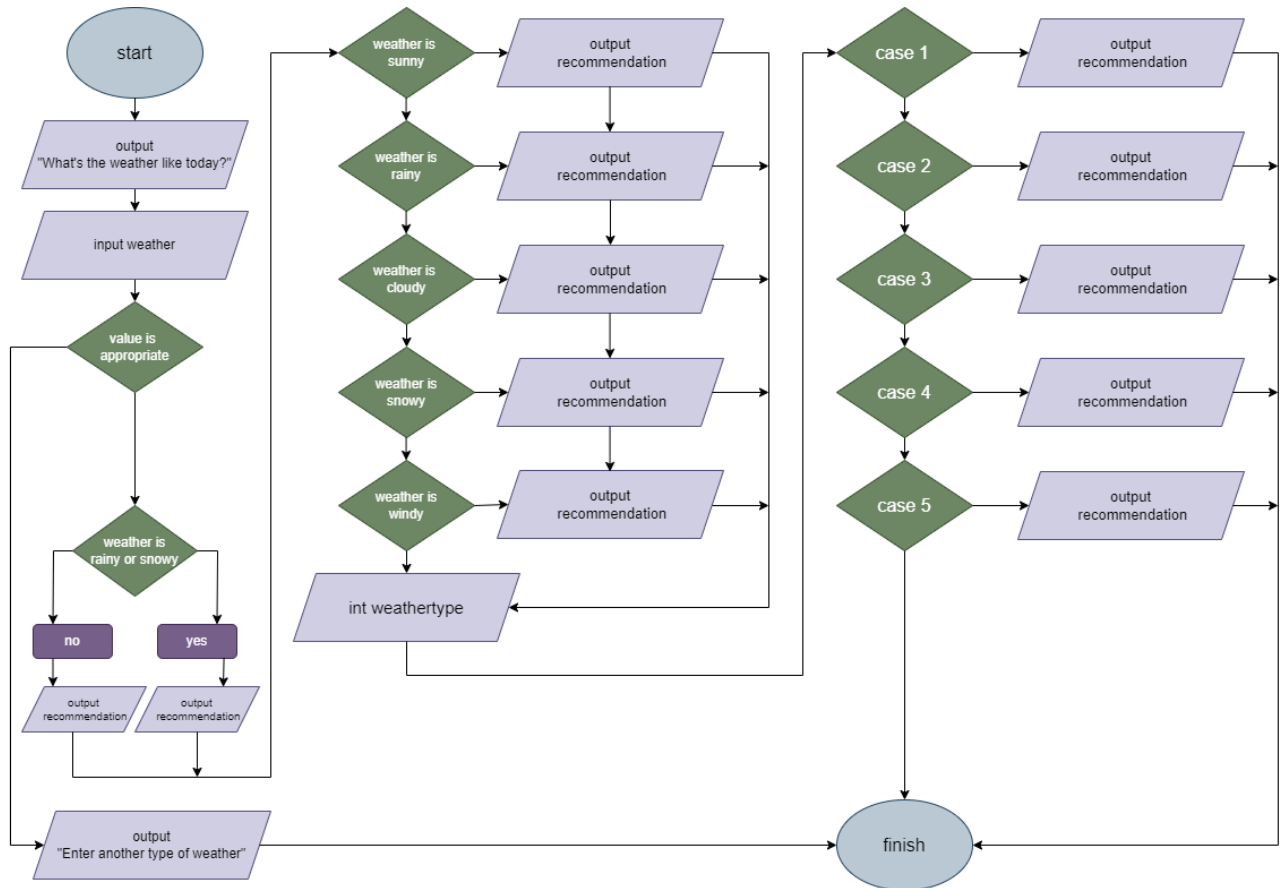 start
output
"What's the weather like today?"
input weather
value is
appropriate
weather is
rainy or snowy
no
yes
output
recommendation
output
recommendation
output
"Enter another type of weather"
weather is
sunny
output
recommendation
weather is
rainy
output
recommendation
weather is
cloudy
output
recommendation
weather is
snowy
output
recommendation
weather is
windy
output
recommendation
int weathertype
case 1
output
recommendation
case 2
output
recommendation
case 3
output
recommendation
case 4
output
recommendation
case 5
output
recommendation
finish